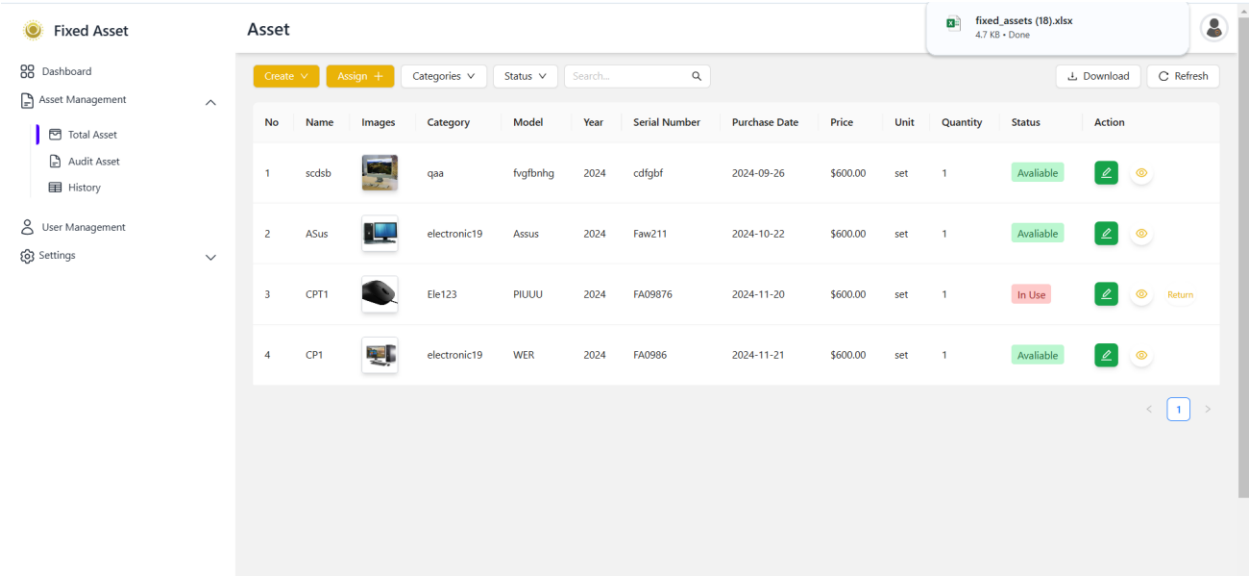 Fixed Asset
Asset
fixed_assets (18).xlsx
4.7 KB • Done
Dashboard
Asset Management
Total Asset
Audit Asset
History
User Management
Settings
Create Assign + Categories Status Search... Download Refresh
No Name Images Category Model Year Serial Number Purchase Date Price Unit Quantity Status Action
1 scdsb qaa fvgfbnhg 2024 cdfgbf 2024-09-26 $600.00 set 1 Avaliable
2 ASus electronic19 Assus 2024 Faw211 2024-10-22 $600.00 set 1 Avaliable
3 CPT1 Ele123 PIUUU 2024 FA09876 2024-11-20 $600.00 set 1 In Use Return
4 CP1 electronic19 WER 2024 FA0986 2024-11-21 $600.00 set 1 Avaliable
< 1 >